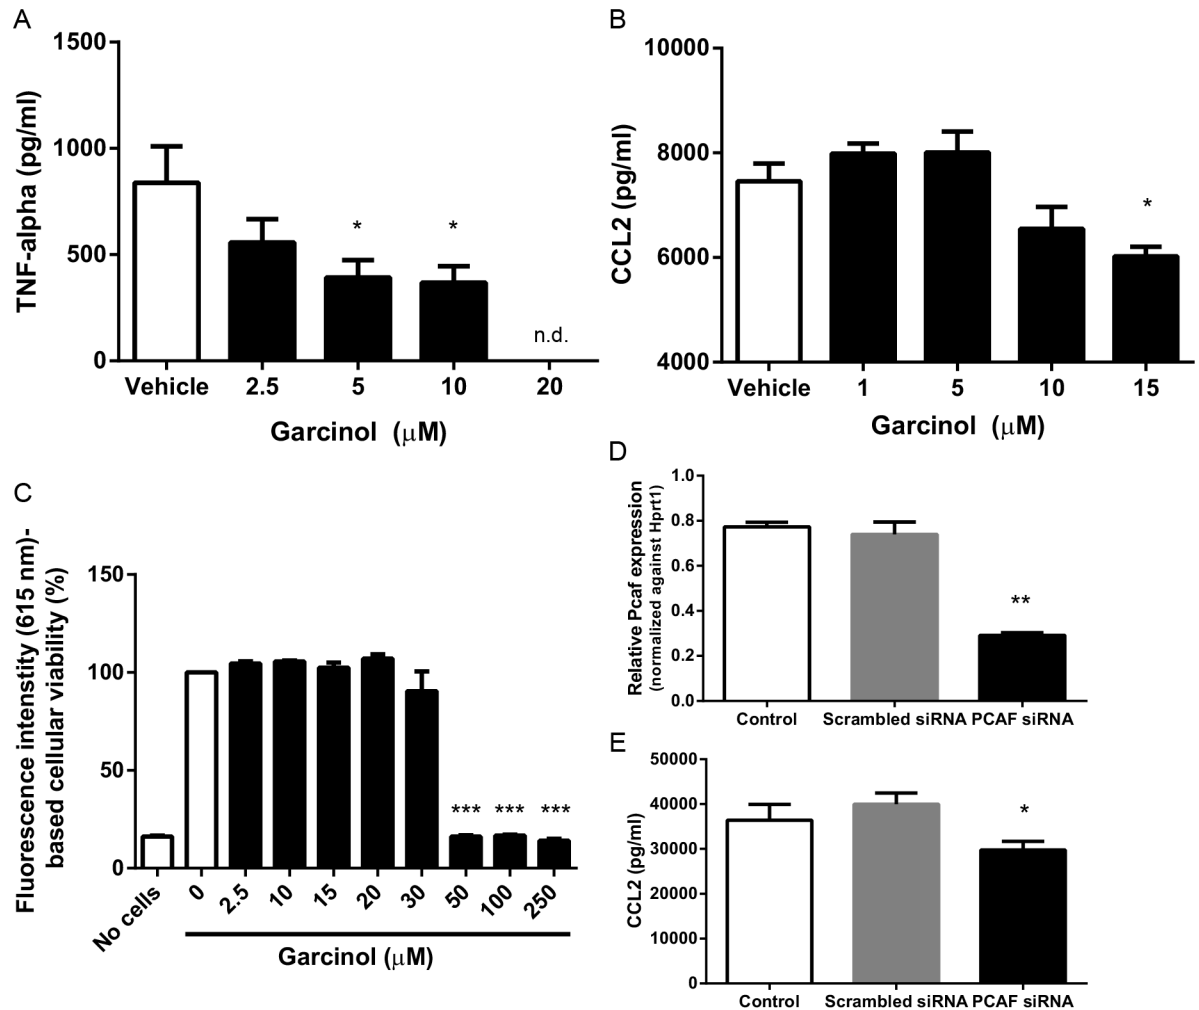 A
TNF-alpha (pg/ml)
1500
1000
500
0
* *
n.d.
Vehicle 2.5 5 10 20
Garcinol (μM)
B
CCL2 (pg/ml)
10000
8000
6000
4000
*
Vehicle 1 5 10 15
Garcinol (μM)
C
Fluorescence intenstity (615 nm)-
based cellular viability (%)
150
100
50
0
*** *** ***
No cells 0 2.5 10 15 20 30 50 100 250
Garcinol (μM)
D
Relative Pcaf expression
(normalized against Hprt1)
1.0
0.8
0.6
0.4
0.2
0.0
**
Control Scrambled siRNA PCAF siRNA
E
CCL2 (pg/ml)
50000
40000
30000
20000
10000
0
*
Control Scrambled siRNA PCAF siRNA